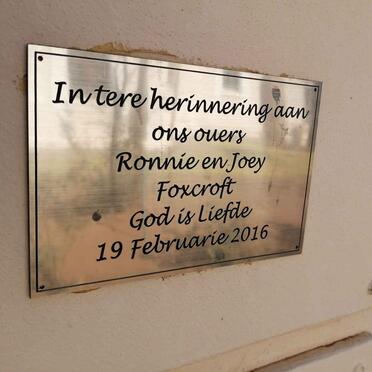 In tere herinnering aan
ons ouers
Ronnie en Joey
Foxcroft
God is Liefde
19 Februarie 2016